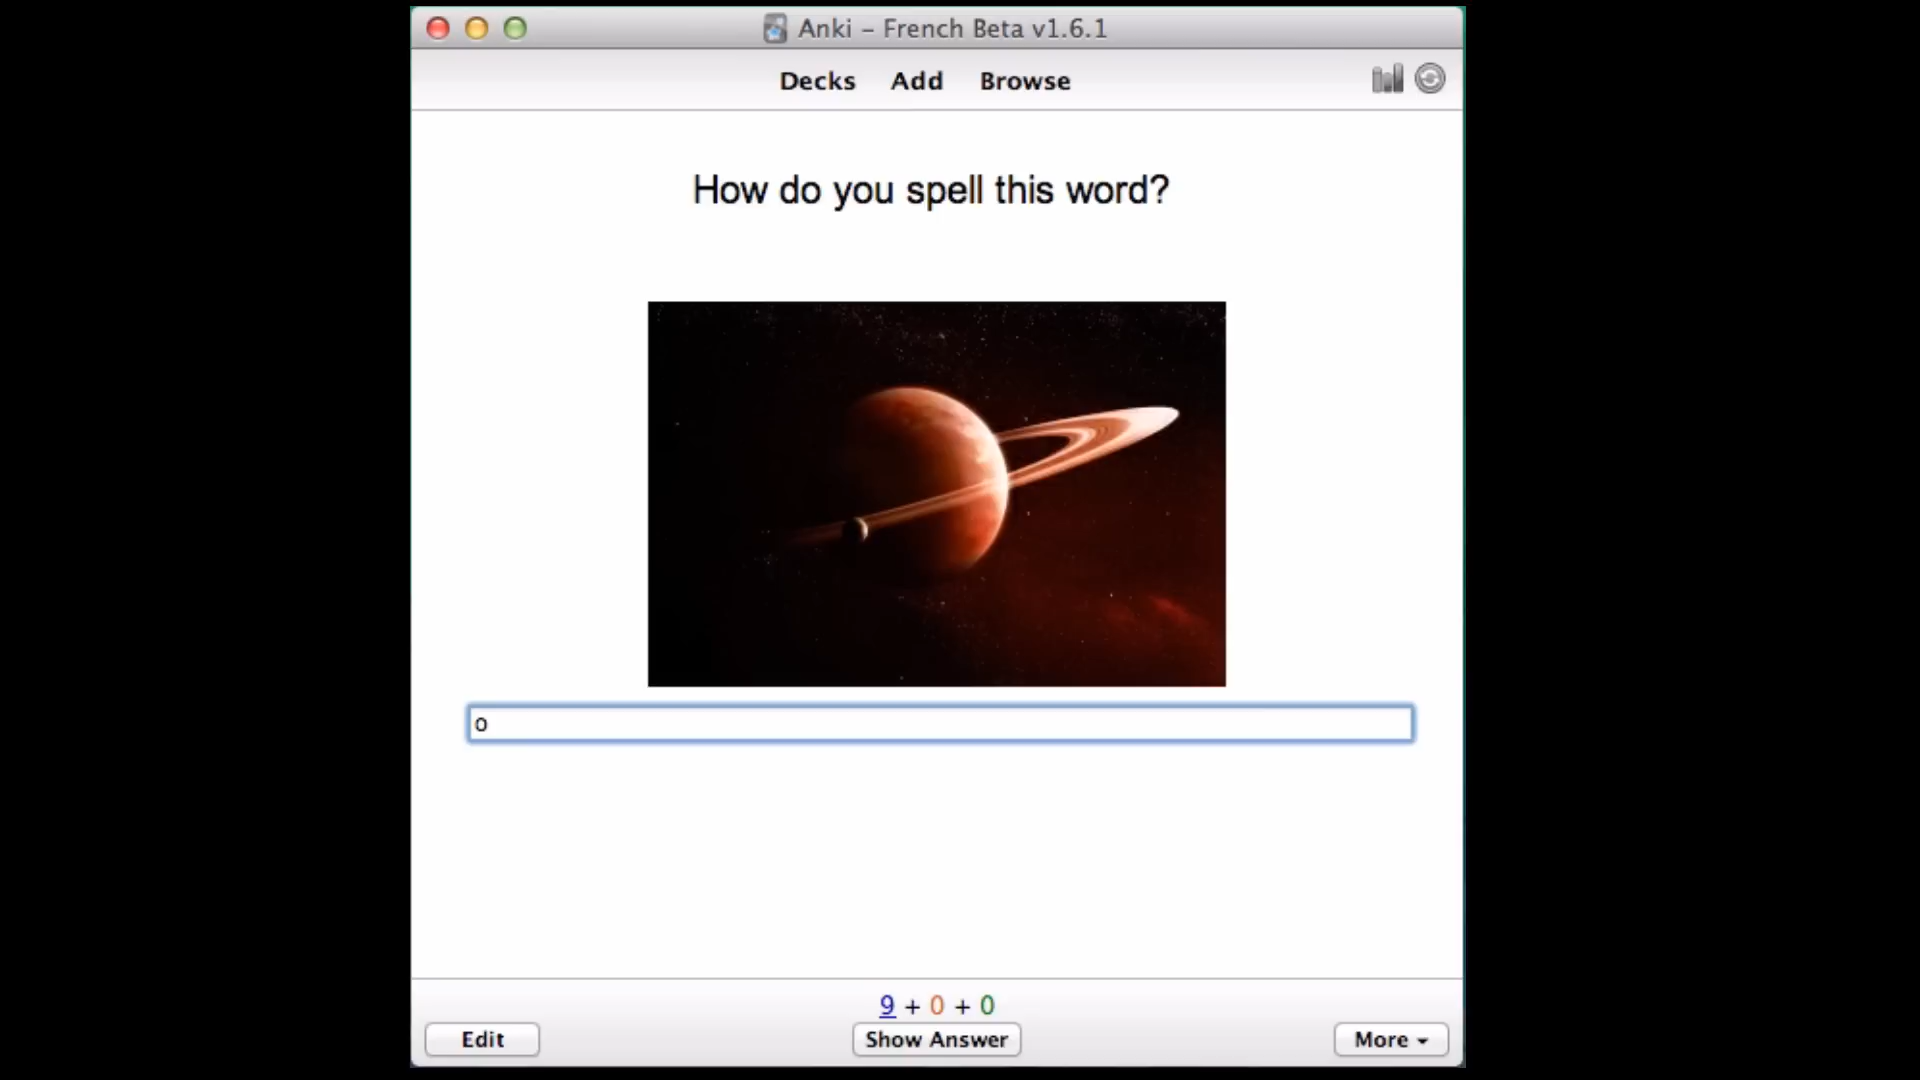 Anki – French Beta v1.6.1
Decks Add Browse
How do you spell this word?
o
9 + 0 + 0
Edit Show Answer More